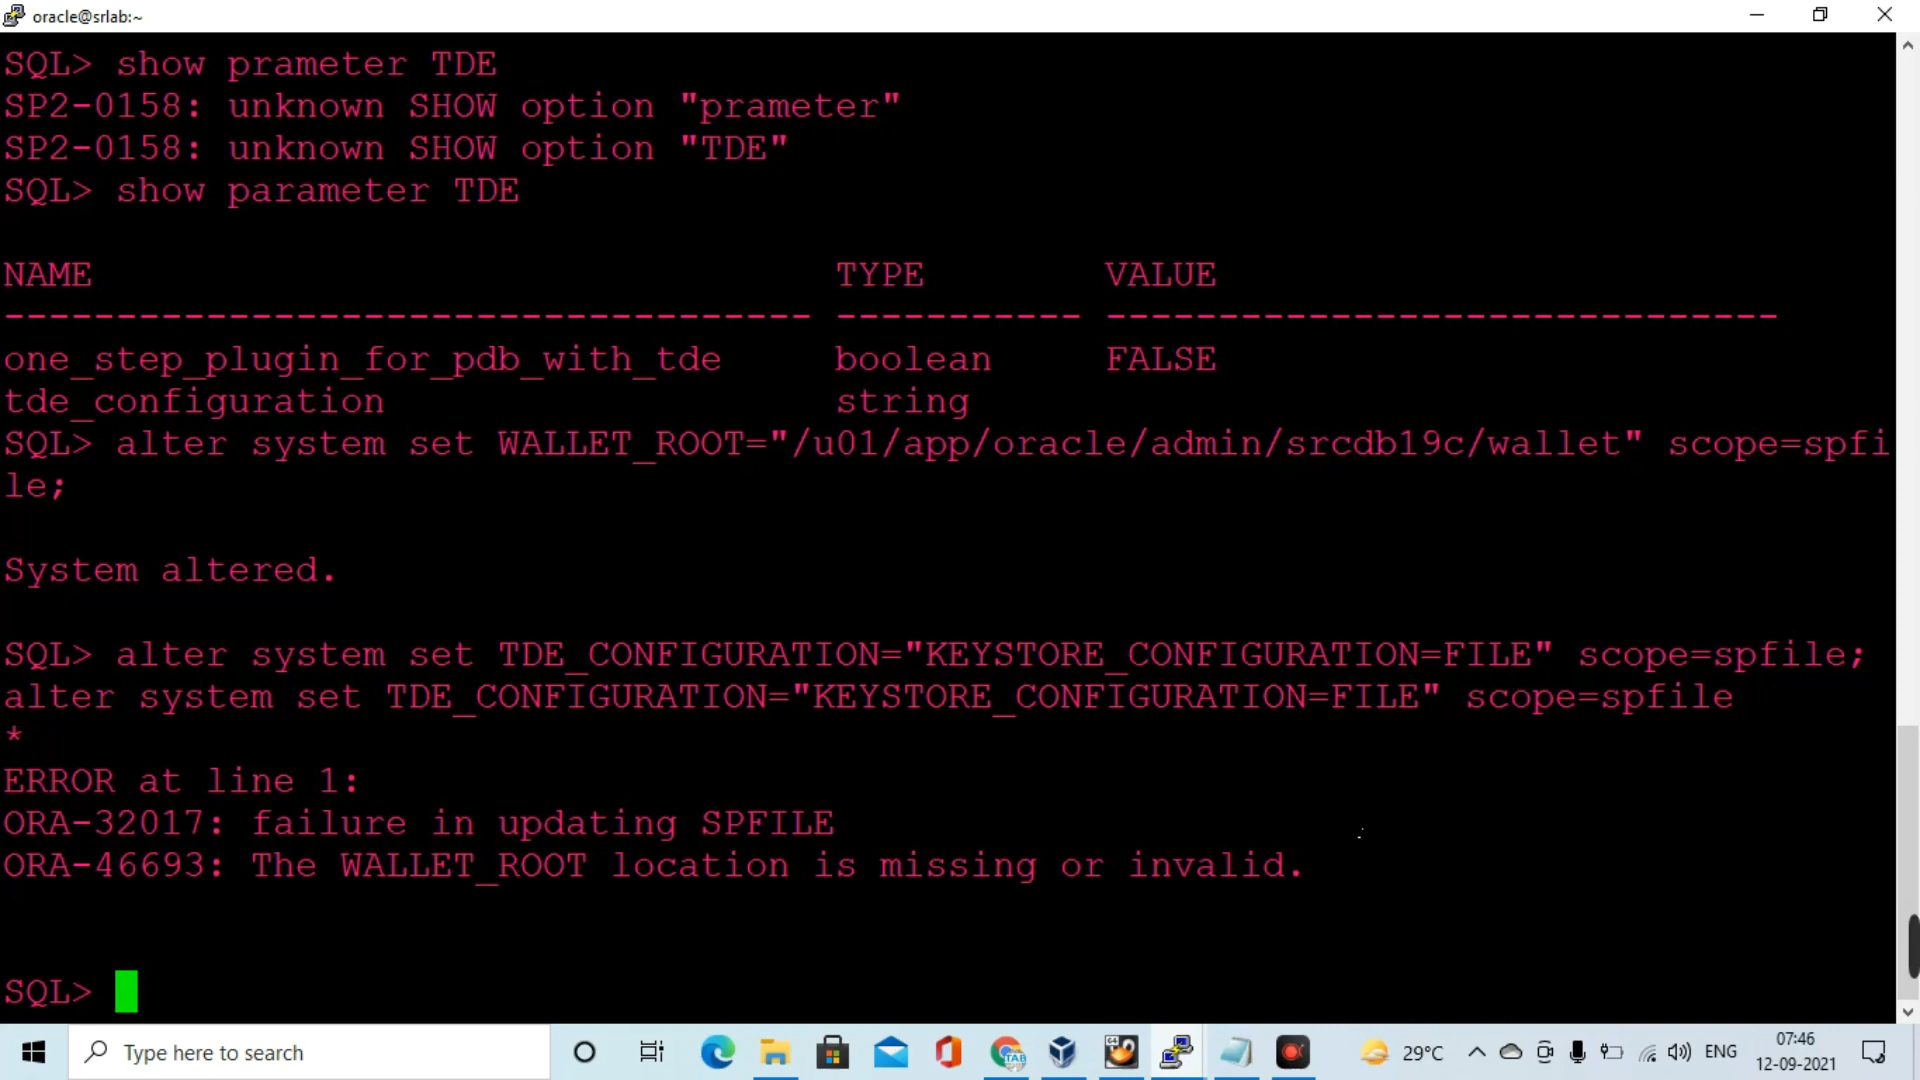 oracle@srlab:~
SQL> show prameter TDE
SP2-0158: unknown SHOW option "prameter"
SP2-0158: unknown SHOW option "TDE"
SQL> show parameter TDE
NAME                                 TYPE        VALUE
------------------------------------ ----------- ------------------------------
one_step_plugin_for_pdb_with_tde     boolean     FALSE
tde_configuration                    string
SQL> alter system set WALLET_ROOT="/u01/app/oracle/admin/srcdb19c/wallet" scope=spfi
le;
System altered.
SQL> alter system set TDE_CONFIGURATION="KEYSTORE_CONFIGURATION=FILE" scope=spfile;
alter system set TDE_CONFIGURATION="KEYSTORE_CONFIGURATION=FILE" scope=spfile
*
ERROR at line 1:
ORA-32017: failure in updating SPFILE
ORA-46693: The WALLET_ROOT location is missing or invalid.
SQL>
Type here to search
TAB
64
29°C
ENG
07:46
12-09-2021